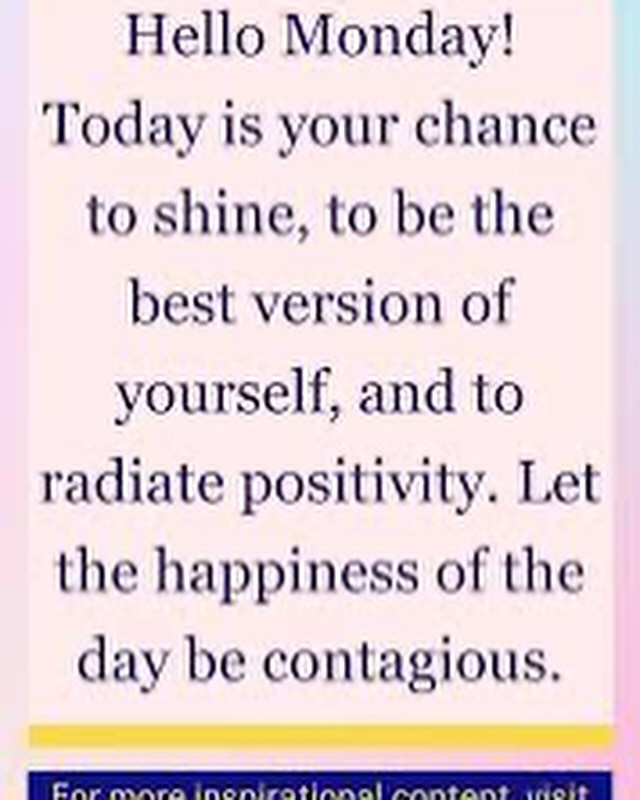 Hello Monday!
Today is your chance
to shine, to be the
best version of
yourself, and to
radiate positivity. Let
the happiness of the
day be contagious.
For more inspirational content, visit